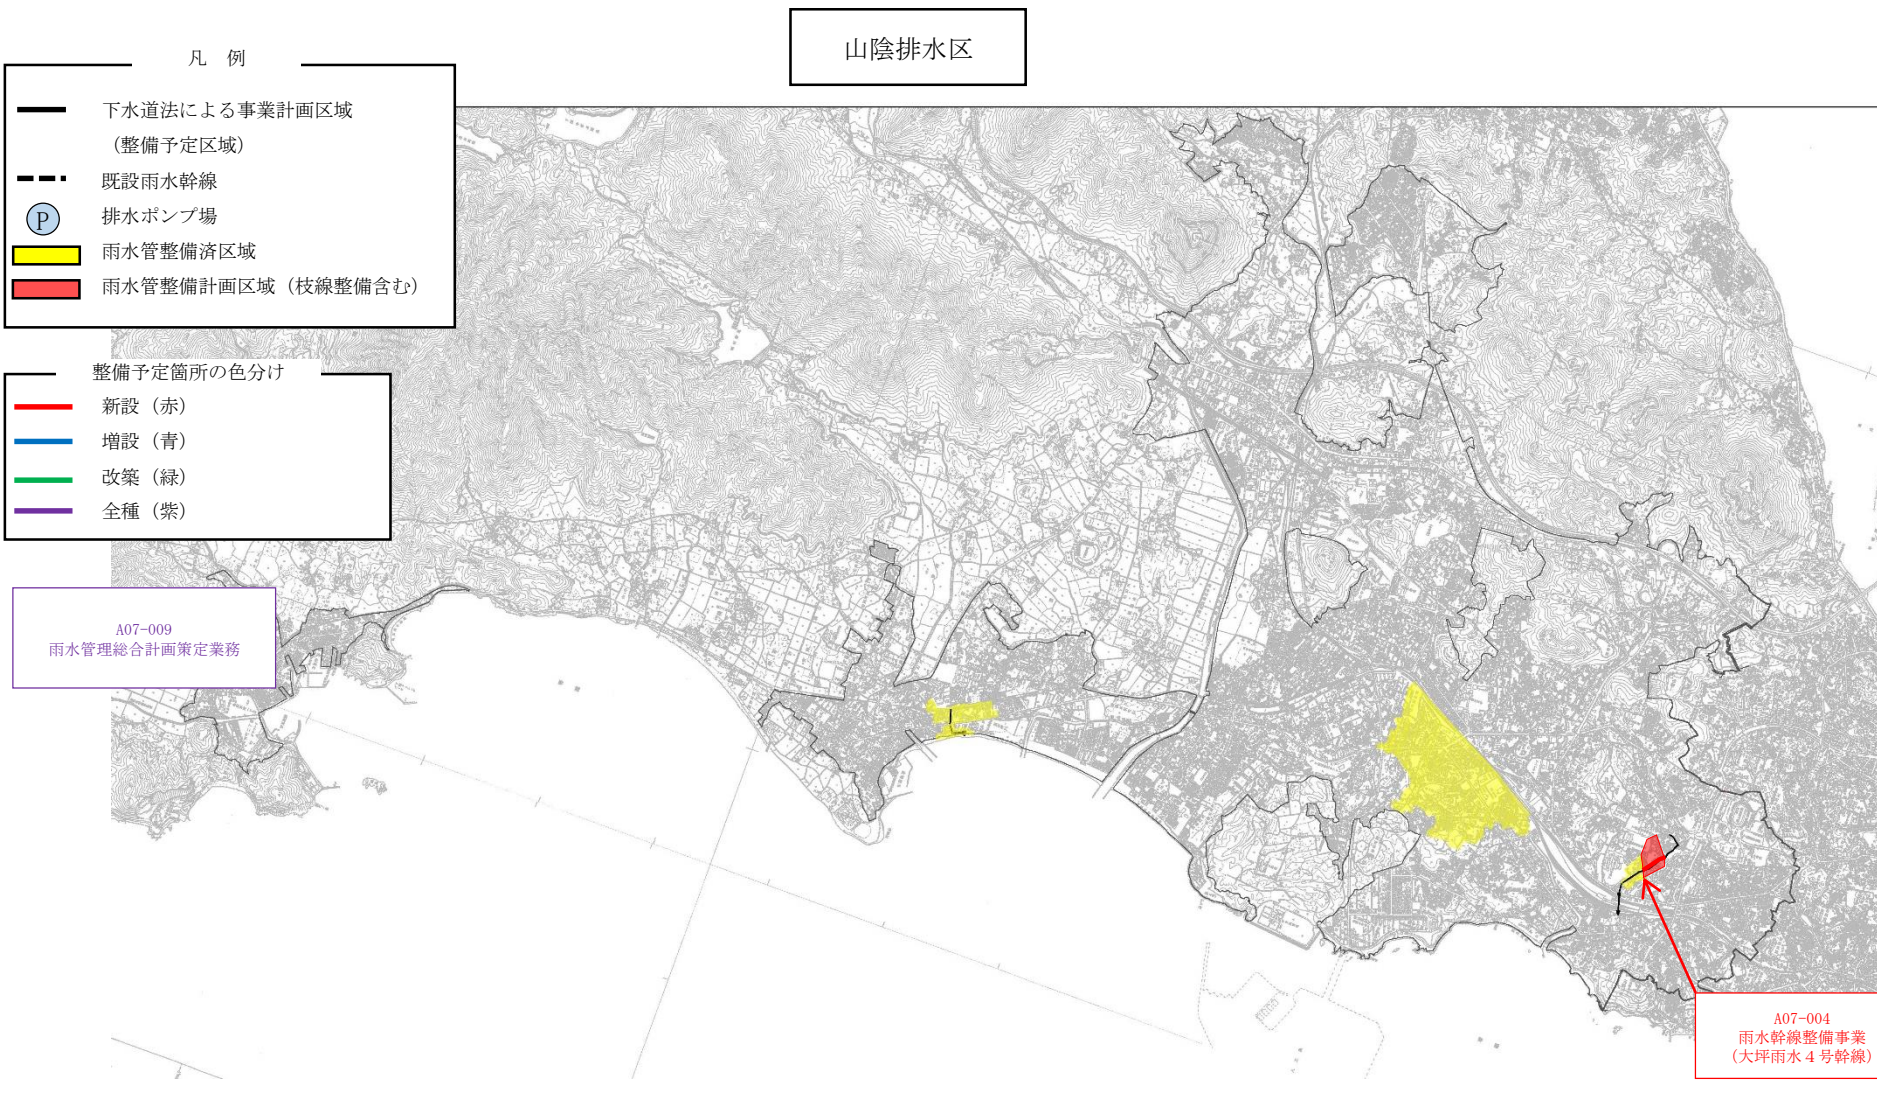 山陰排水区
凡　例
下水道法による事業計画区域
（整備予定区域）
既設雨水幹線
P
排水ポンプ場
雨水管整備済区域
雨水管整備計画区域（枝線整備含む）
整備予定箇所の色分け
新設（赤）
増設（青）
改築（緑）
全種（紫）
A07-009
雨水管理総合計画策定業務
A07-004
雨水幹線整備事業
（大坪雨水４号幹線）